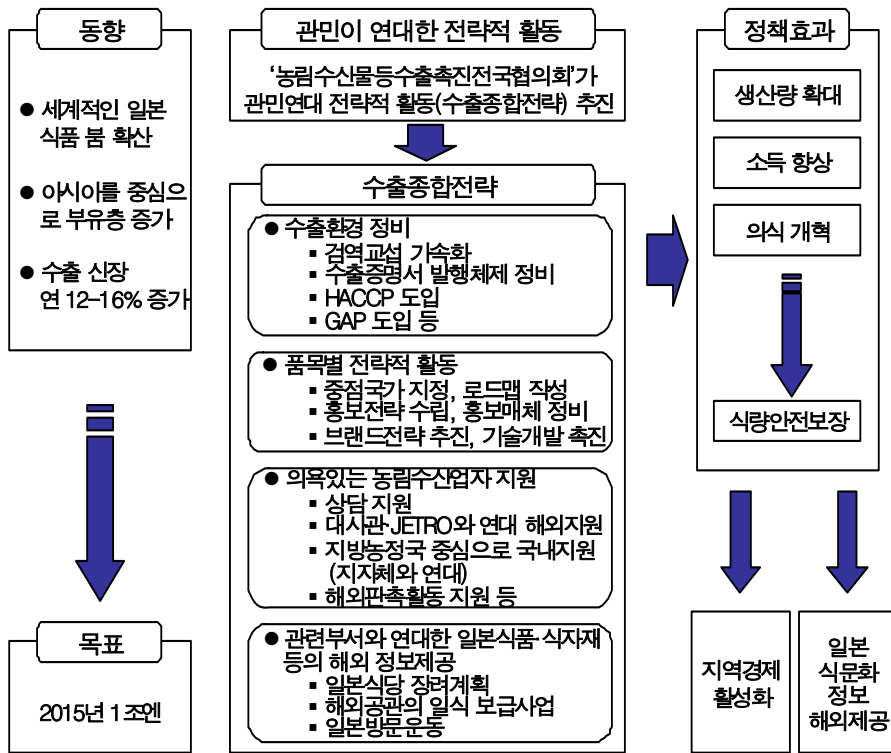 동향
● 세계적인 일본
식품 붐 확산
● 아시아를 중심으
로 부유층 증가
● 수출 신장
연 12-16% 증가
목표
2015년 1조엔
관민이 연대한 전략적 활동
‘농림수산물등수출촉진전국협의회’가
관민연대 전략적 활동(수출종합전략) 추진
수출종합전략
● 수출환경 정비
▪ 검역교섭 가속화
▪ 수출증명서 발행체제 정비
▪ HACCP 도입
▪ GAP 도입 등
● 품목별 전략적 활동
▪ 중점국가 지정, 로드맵 작성
▪ 홍보전략 수립, 홍보매체 정비
▪ 브랜드전략 추진, 기술개발 촉진
● 의욕있는 농림수산업자 지원
▪ 상담 지원
▪ 대사관·JETRO와 연대 해외지원
▪ 지방농정국 중심으로 국내지원
(지자체와 연대)
▪ 해외판촉활동 지원 등
● 관련부서와 연대한 일본식품·식자재
등의 해외 정보제공
▪ 일본식당 장려계획
▪ 해외공관의 일식 보급사업
▪ 일본방문운동
정책효과
생산량 확대
소득 향상
의식 개혁
식량안전보장
지역경제
활성화
일본
식문화
정보
해외제공